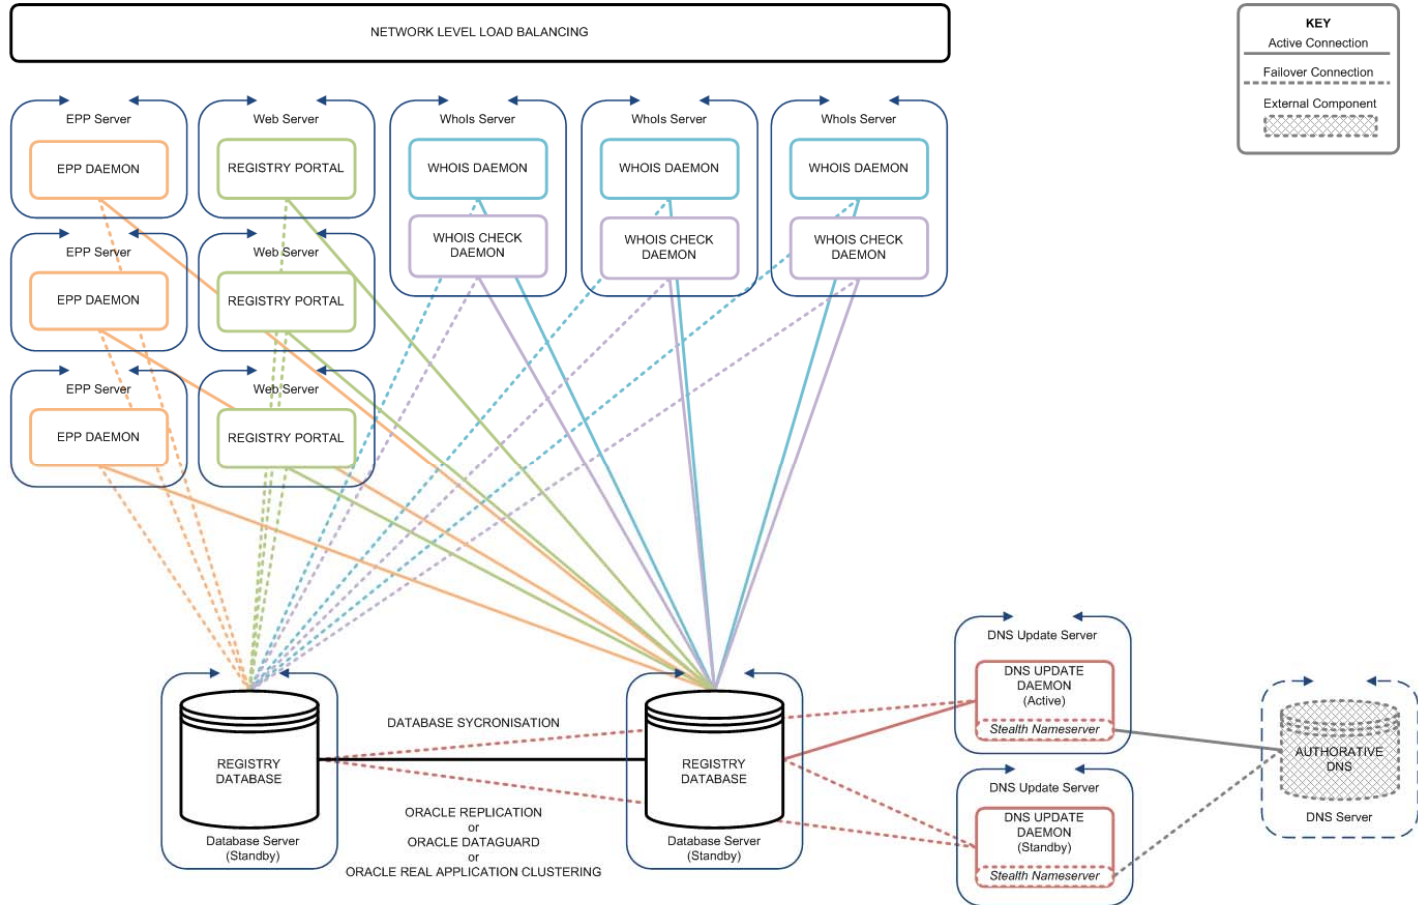 NETWORK LEVEL LOAD BALANCING
KEY
Active Connection
Failover Connection
External Component
EPP Server
EPP DAEMON
Web Server
REGISTRY PORTAL
WhoIs Server
WHOIS DAEMON
WHOIS CHECK
DAEMON
WhoIs Server
WHOIS DAEMON
WHOIS CHECK
DAEMON
WhoIs Server
WHOIS DAEMON
WHOIS CHECK
DAEMON
EPP Server
EPP DAEMON
Web Server
REGISTRY PORTAL
EPP Server
EPP DAEMON
Web Server
REGISTRY PORTAL
REGISTRY
DATABASE
Database Server
(Standby)
DATABASE SYCRONISATION
ORACLE REPLICATION
or
ORACLE DATAGUARD
or
ORACLE REAL APPLICATION CLUSTERING
REGISTRY
DATABASE
Database Server
(Standby)
DNS Update Server
DNS UPDATE
DAEMON
(Active)
Stealth Nameserver
DNS Update Server
DNS UPDATE
DAEMON
(Standby)
Stealth Nameserver
AUTHORATIVE
DNS
DNS Server